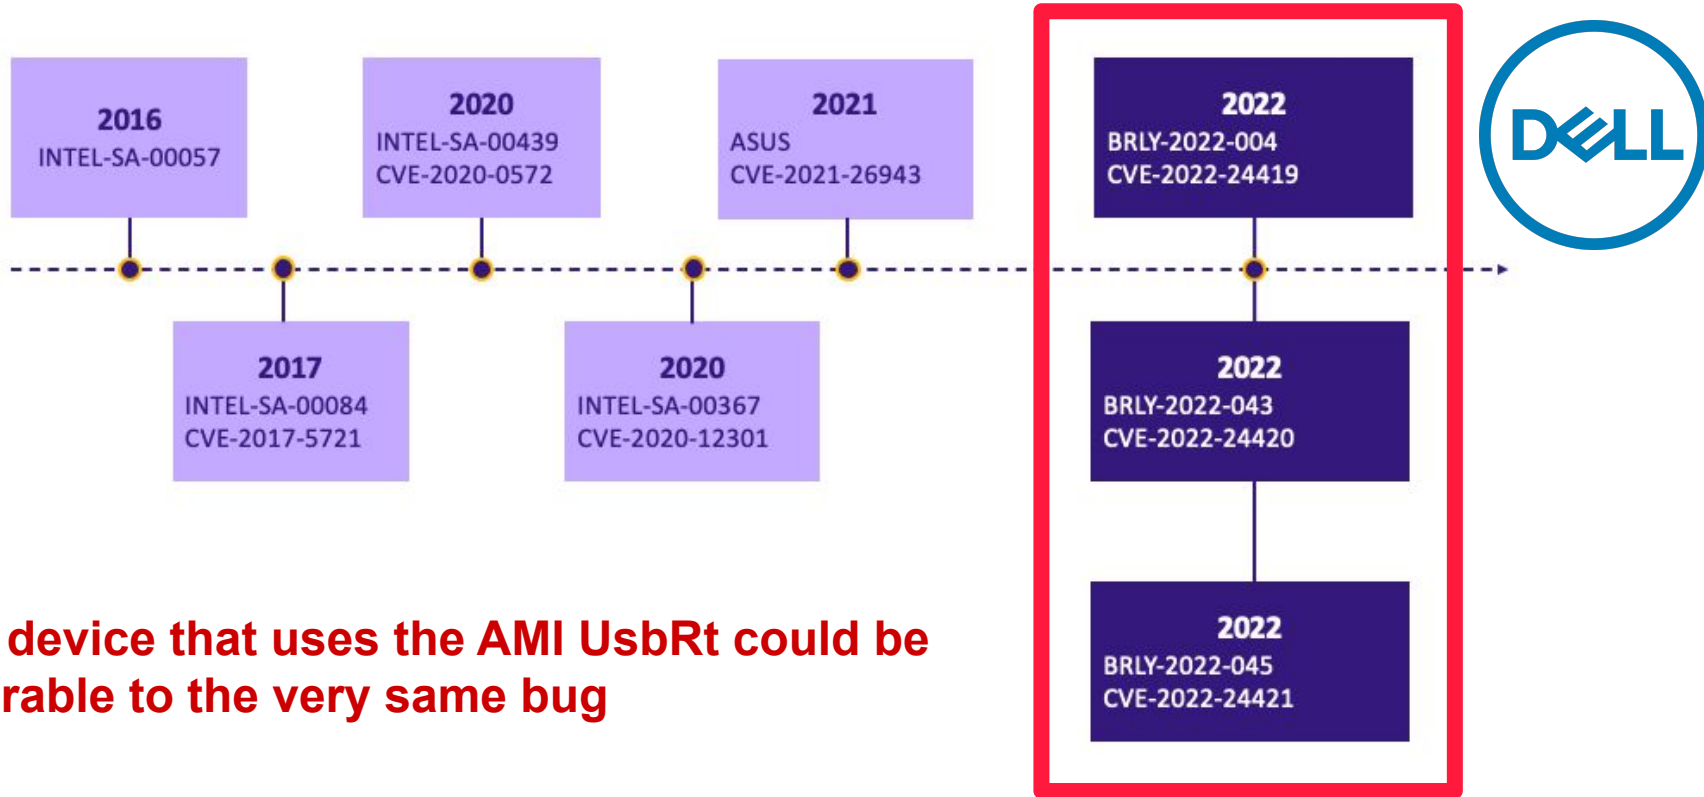 2016
INTEL-SA-00057
2020
INTEL-SA-00439
CVE-2020-0572
2021
ASUS
CVE-2021-26943
2022
BRLY-2022-004
CVE-2022-24419
DELL
2017
INTEL-SA-00084
CVE-2017-5721
2020
INTEL-SA-00367
CVE-2020-12301
2022
BRLY-2022-043
CVE-2022-24420
2022
BRLY-2022-045
CVE-2022-24421
device that uses the AMI UsbRt could be
rable to the very same bug